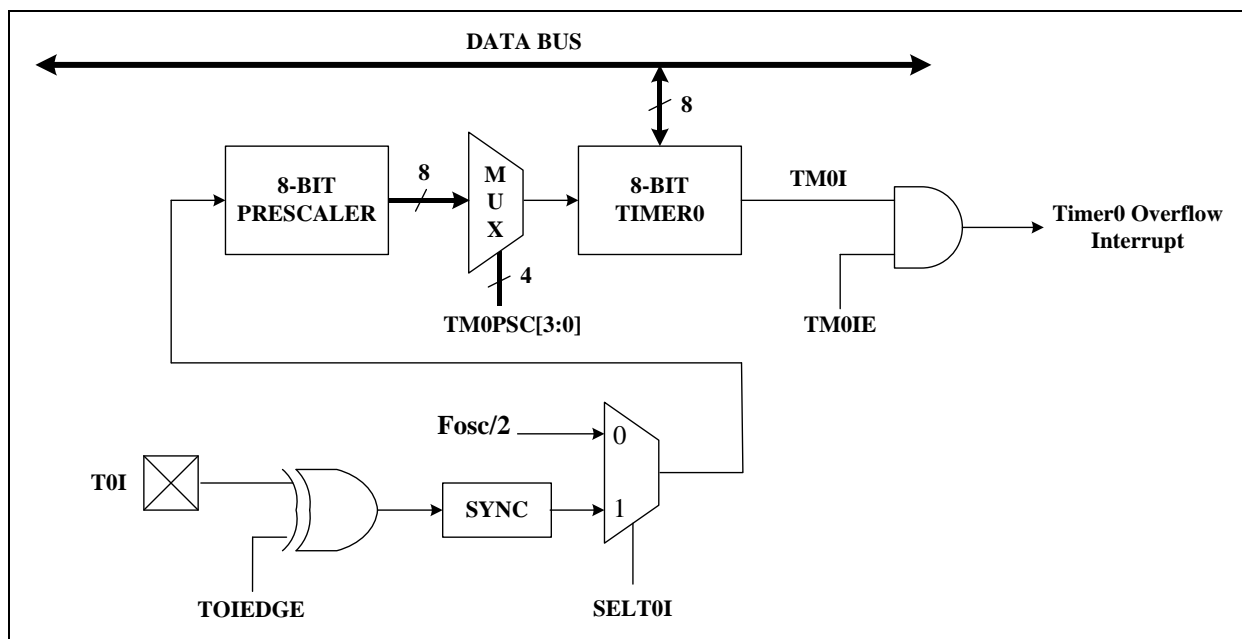 DATA BUS
8
8-BIT
PRESCALER
8
M
U
X
8-BIT
TIMER0
TM0I
Timer0 Overflow
Interrupt
4
TM0PSC[3:0]
TM0IE
Fosc/2
0
T0I
SYNC
1
TOIEDGE
SELT0I